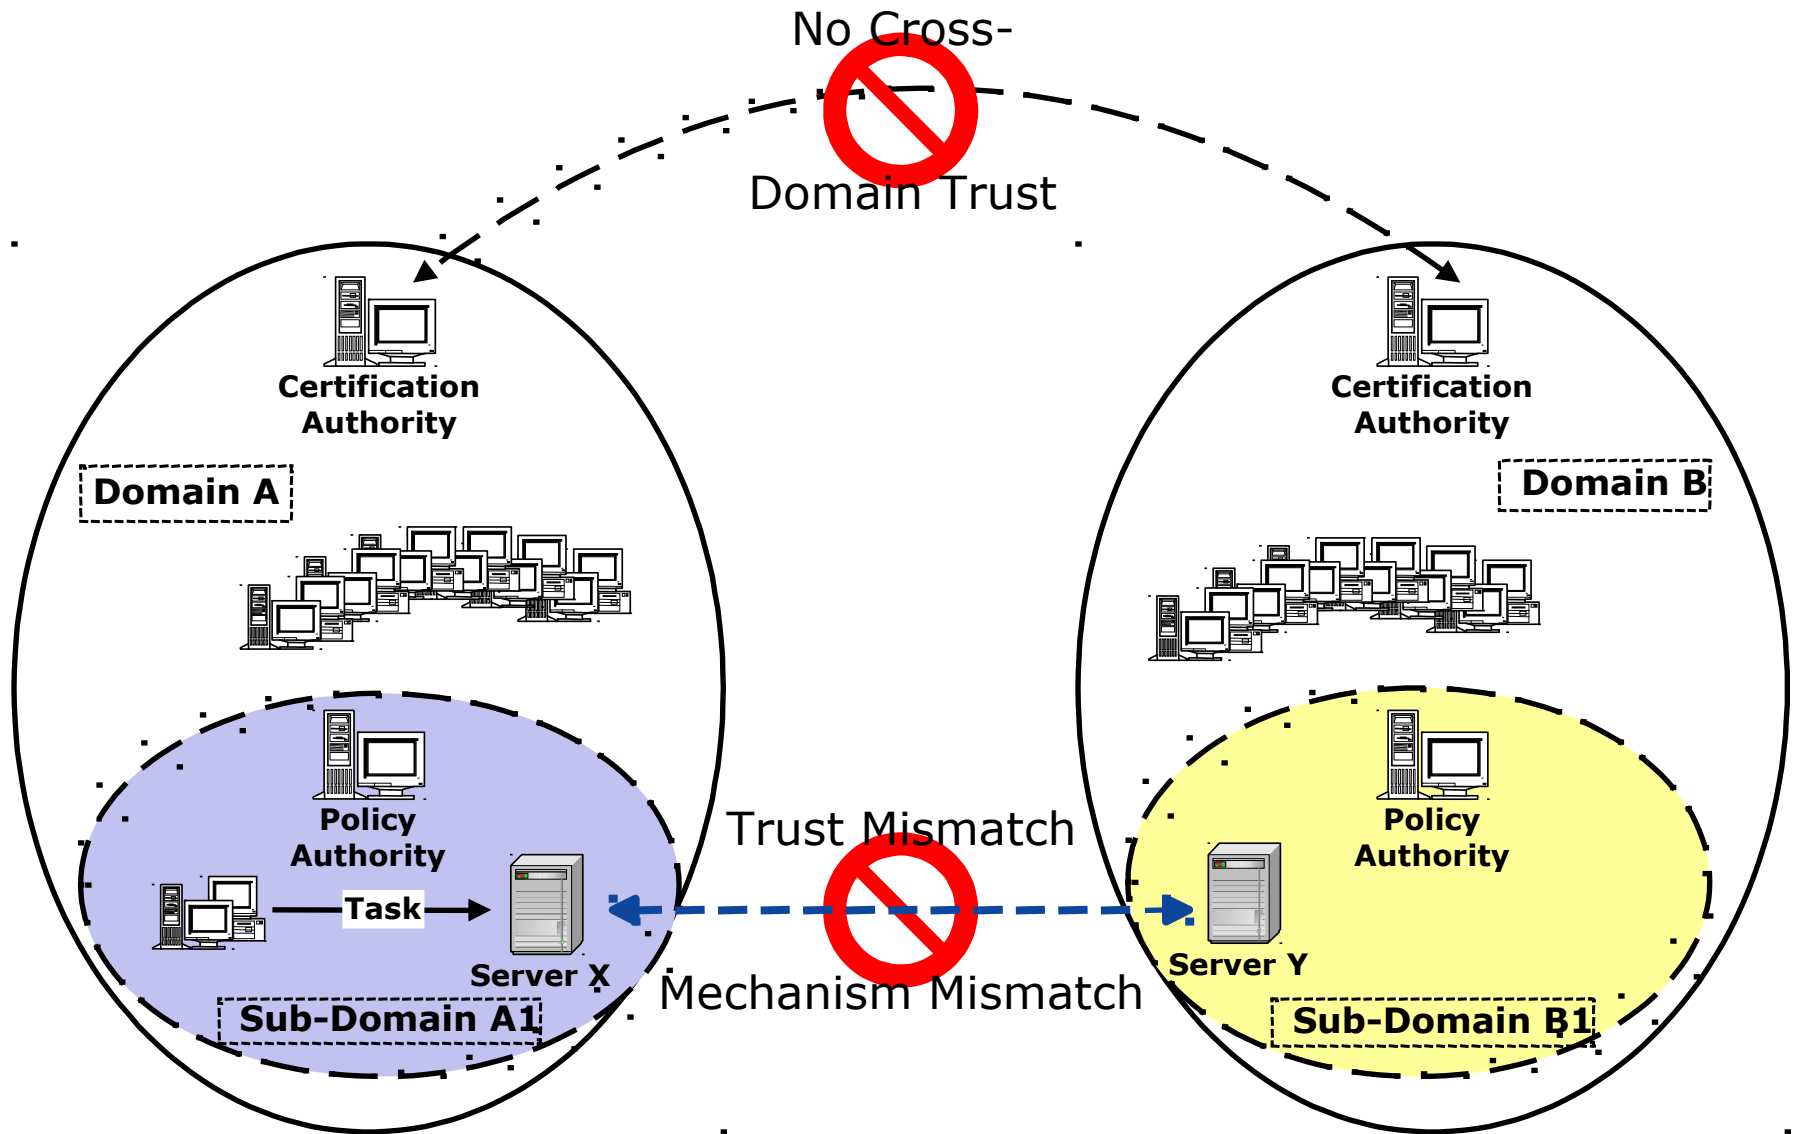 No Cross-
Domain Trust
Certification
Authority
Certification
Authority
Domain A
Domain B
Policy
Authority
Policy
Authority
Trust Mismatch
Task
Server X
Server Y
Mechanism Mismatch
Sub-Domain A1
Sub-Domain B1